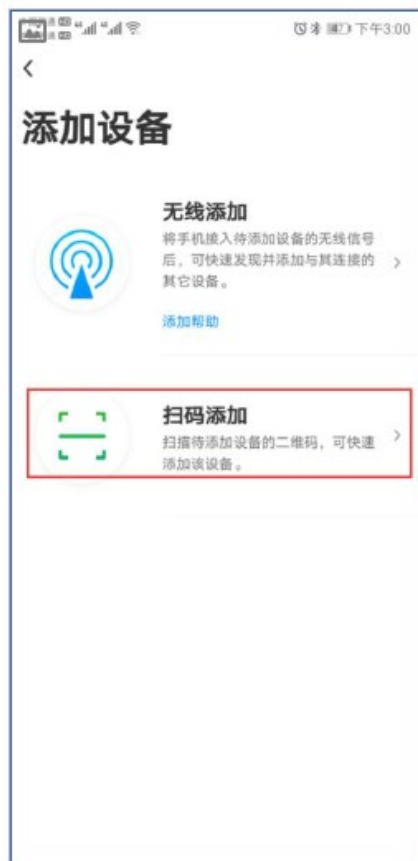 下午3:00
添加设备
无线添加
将手机接入待添加设备的无线信号
后，可快速发现并添加与其连接的
其它设备。
添加帮助
扫码添加
扫描待添加设备的二维码，可快速
添加该设备。